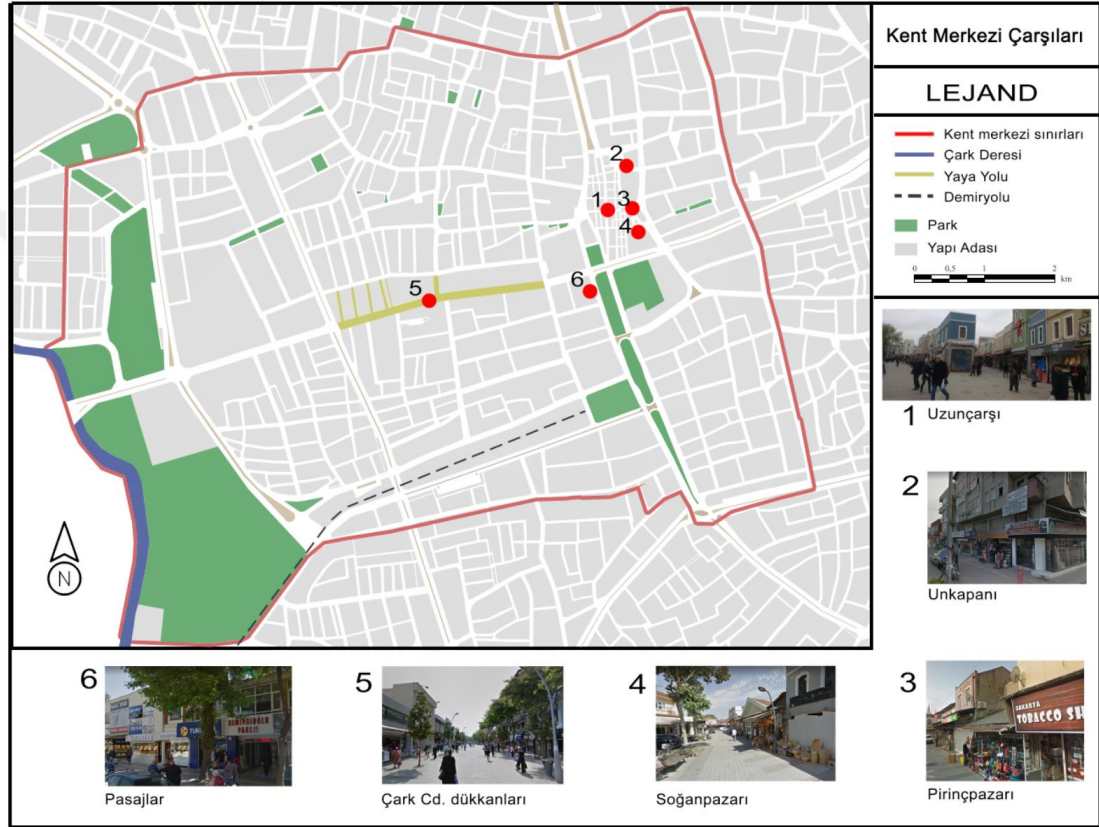 Kent Merkezi Çarşıları
LEJAND
Kent merkezi sınırları
Çark Deresi
Yaya Yolu
Demiryolu
Park
Yapı Adası
0 0,5 1 2
km
2
1 3
4
5
6
N
1 Uzunçarşı
2
Unkapanı
3
TOBACCO
Pirinçpazarı
4
Soğanpazarı
5
Çark Cd. dükkanları
6
Pasajlar